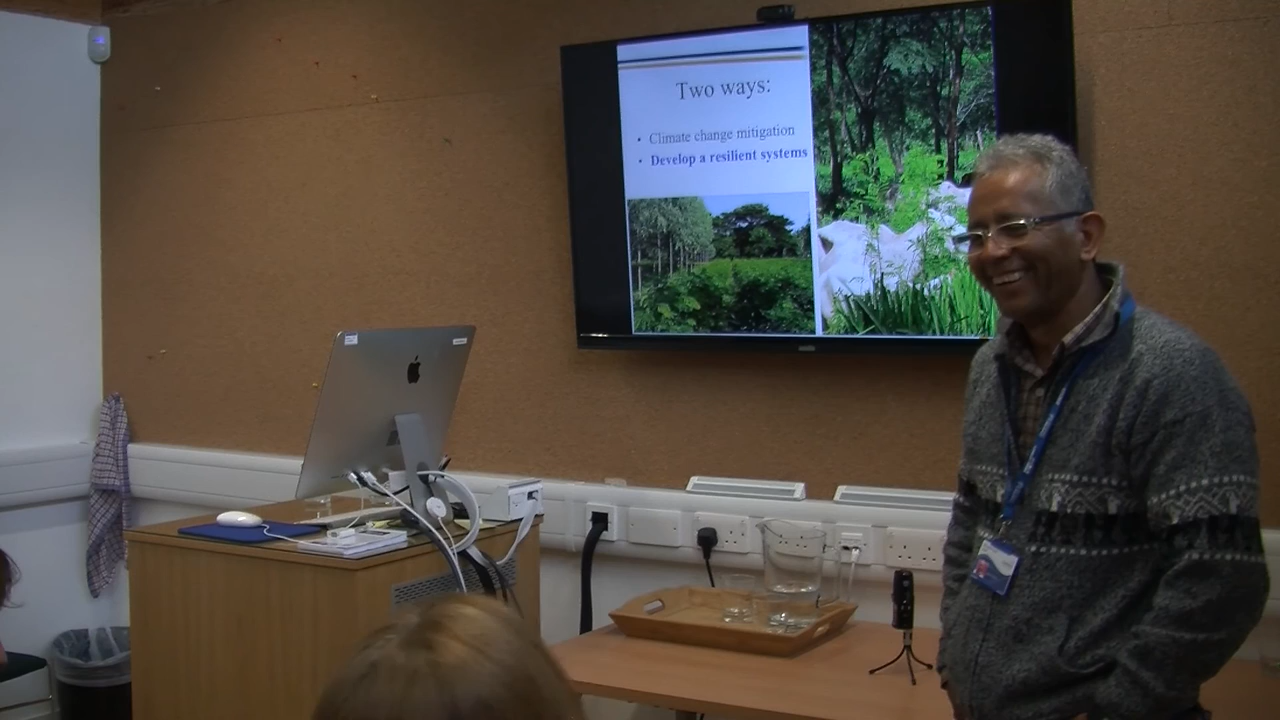 Two ways:
• Climate change mitigation
• Develop a resilient systems